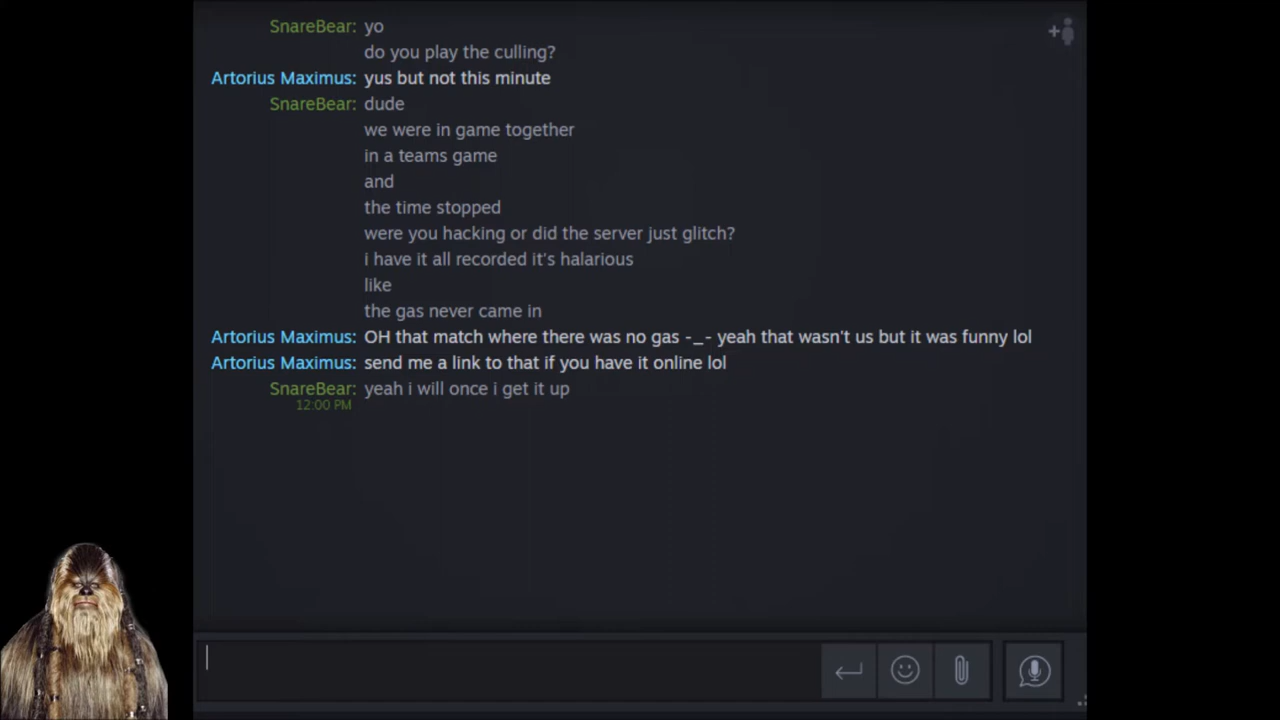 SnareBear: yo
do you play the culling?
Artorius Maximus: yus but not this minute
SnareBear: dude
we were in game together
in a teams game
and
the time stopped
were you hacking or did the server just glitch?
i have it all recorded it's halarious
like
the gas never came in
Artorius Maximus: OH that match where there was no gas -_- yeah that wasn't us but it was funny lol
Artorius Maximus: send me a link to that if you have it online lol
SnareBear: yeah i will once i get it up
12:00 PM